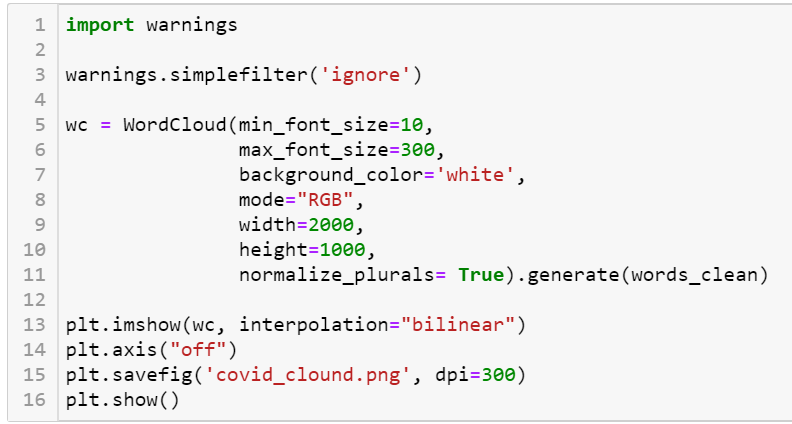 1 import warnings
2
3 warnings.simplefilter('ignore')
4
5 wc = WordCloud(min_font_size=10,
6                max_font_size=300,
7                background_color='white',
8                mode="RGB",
9                width=2000,
10               height=1000,
11               normalize_plurals= True).generate(words_clean)
12
13 plt.imshow(wc, interpolation="bilinear")
14 plt.axis("off")
15 plt.savefig('covid_clound.png', dpi=300)
16 plt.show()